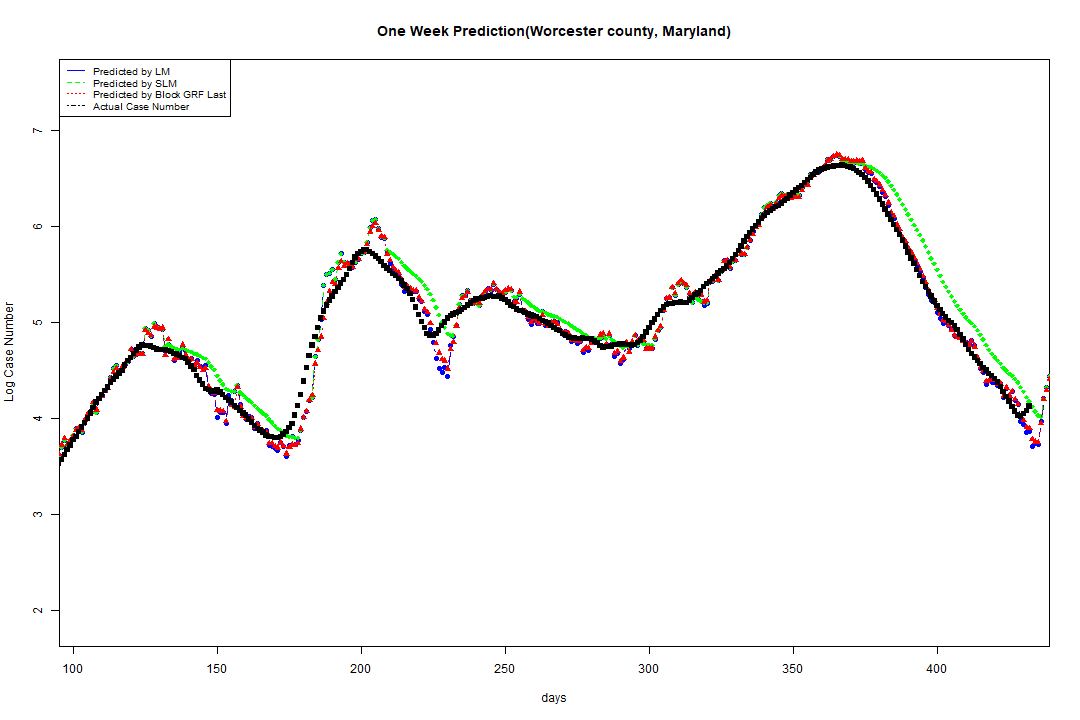 One Week Prediction(Worcester county, Maryland)
Predicted by LM
Predicted by SLM
Predicted by Block GRF Last
Actual Case Number
7
6
5
4
3
2
Log Case Number
100 150 200 250 300 350 400
days